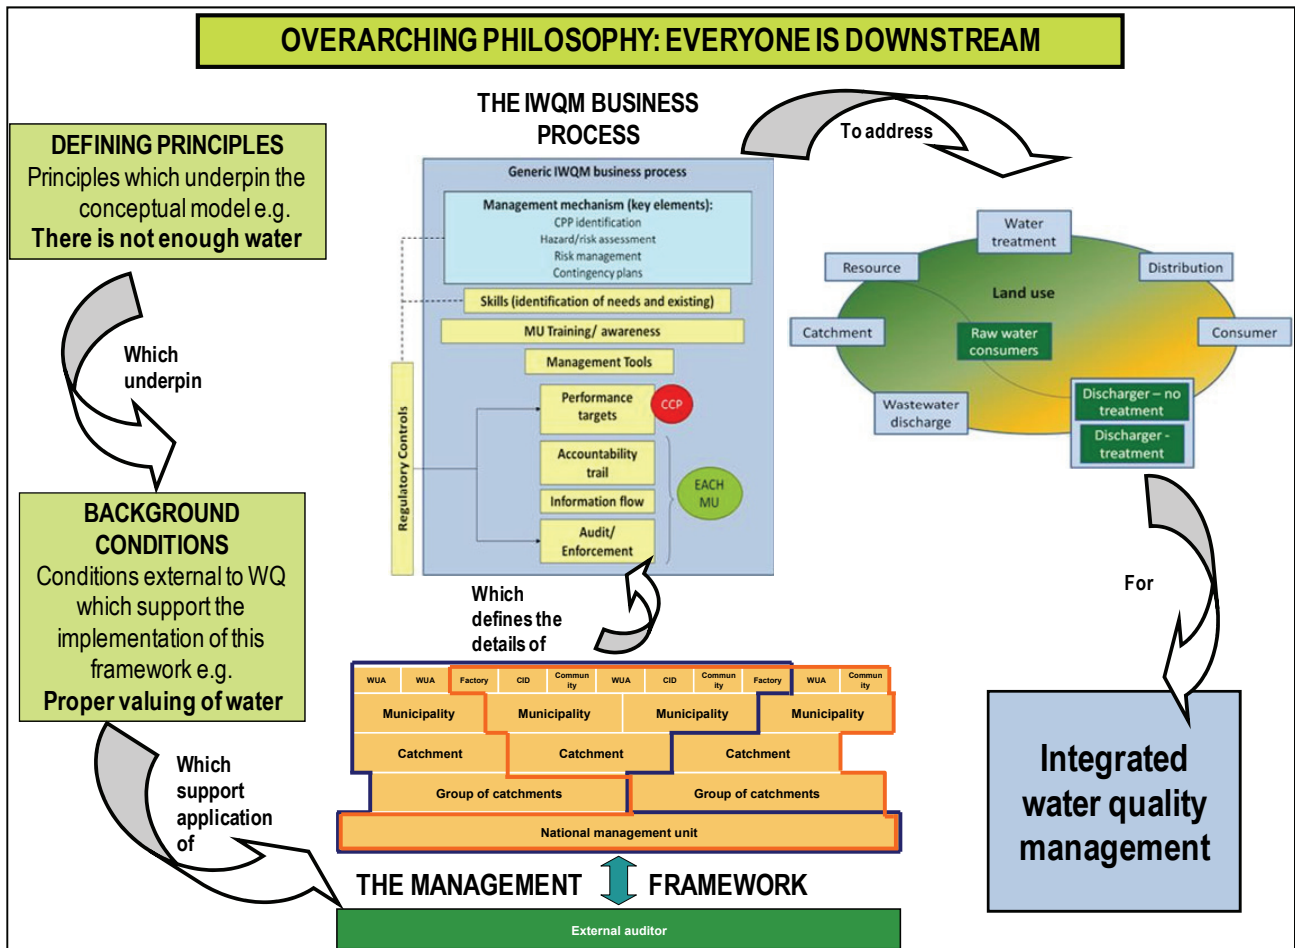 OVERARCHING PHILOSOPHY: EVERYONE IS DOWNSTREAM
DEFINING PRINCIPLES
Principles which underpin the
conceptual model e.g.
There is not enough water
Which
underpin
BACKGROUND
CONDITIONS
Conditions external to WQ
which support the
implementation of this
framework e.g.
Proper valuing of water
Which
support
application
of
THE IWQM BUSINESS
PROCESS
Generic IWQM business process
Management mechanism (key elements):
CPP identification
Hazard/risk assessment
Risk management
Contingency plans
Skills (identification of needs and existing)
MU Training/ awareness
Management Tools
Regulatory Controls
Performance
targets
CCP
Accountability
trail
Information flow
Audit/
Enforcement
EACH
MU
Which
defines the
details of
WUA
WUA
Factory
CID
Commun
ity
WUA
CID
Commun
ity
Factory
WUA
Commun
ity
Municipality
Municipality
Municipality
Municipality
Catchment
Catchment
Catchment
Group of catchments
Group of catchments
National management unit
THE MANAGEMENT FRAMEWORK
External auditor
To address
Water
treatment
Resource
Distribution
Land use
Catchment
Raw water
consumers
Consumer
Wastewater
discharge
Discharger – no
treatment
Discharger -
treatment
For
Integrated
water quality
management